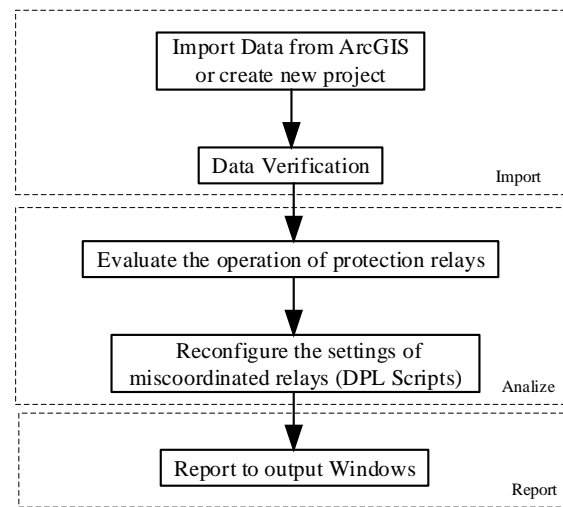 Import Data from ArcGIS
or create new project
Data Verification
Import
Evaluate the operation of protection relays
Reconfigure the settings of
miscoordinated relays (DPL Scripts)
Analize
Report to output Windows
Report